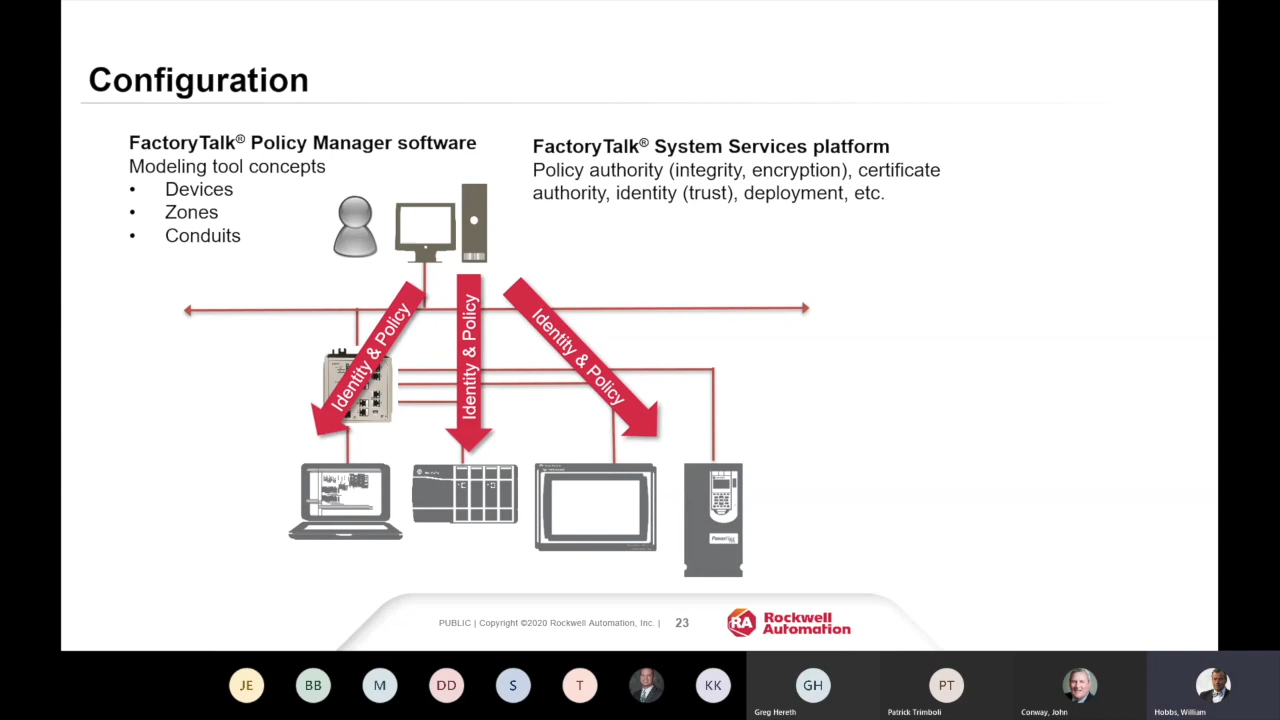 Configuration
FactoryTalk® Policy Manager software
Modeling tool concepts
• Devices
• Zones
• Conduits
FactoryTalk® System Services platform
Policy authority (integrity, encryption), certificate
authority, identity (trust), deployment, etc.
Identity & Policy
Identity & Policy
Identity & Policy
PUBLIC | Copyright ©2020 Rockwell Automation, Inc. | 23
RA Rockwell
Automation
JE
BB
M
DD
S
T
KK
GH
PT
Greg Hereth
Patrick Trimboli
Conway, John
Hobbs, William